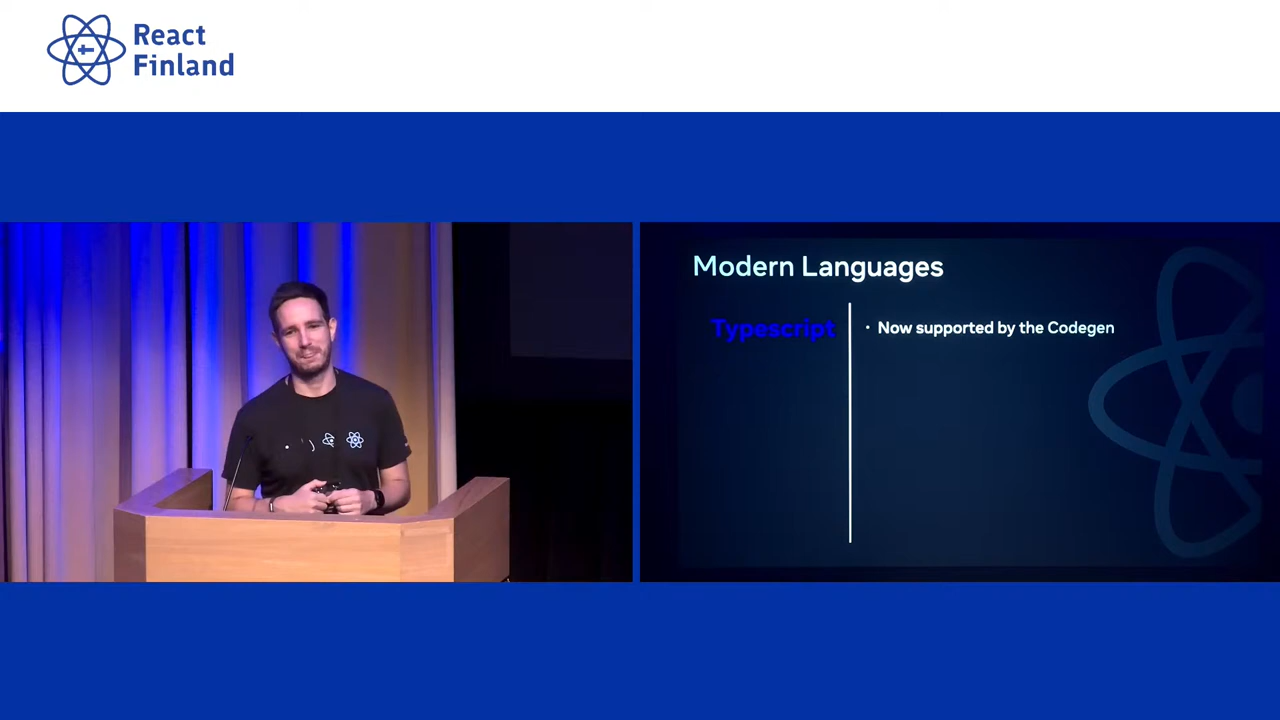 React
Finland
Modern Languages
Typescript
· Now supported by the Codegen